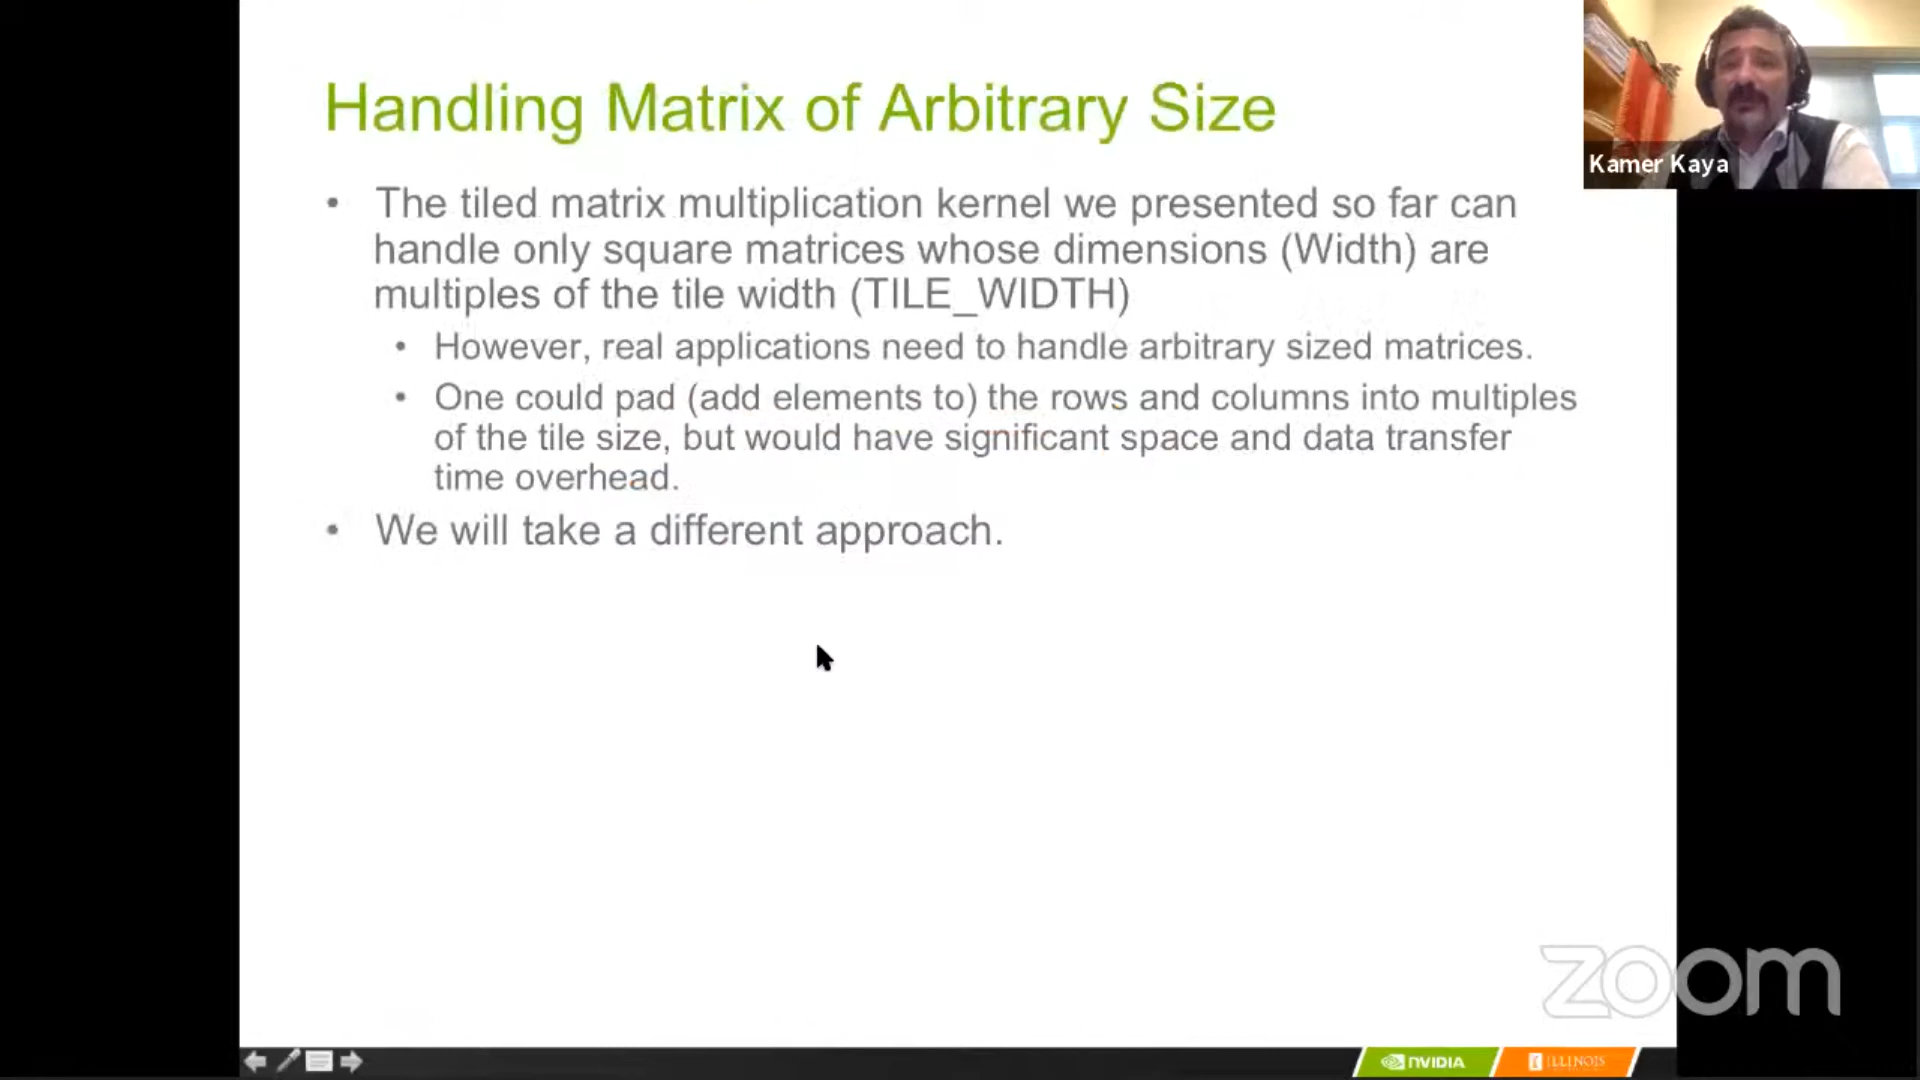 Handling Matrix of Arbitrary Size
Kamer Kaya
• The tiled matrix multiplication kernel we presented so far can
handle only square matrices whose dimensions (Width) are
multiples of the tile width (TILE_WIDTH)
• However, real applications need to handle arbitrary sized matrices.
• One could pad (add elements to) the rows and columns into multiples
of the tile size, but would have significant space and data transfer
time overhead.
• We will take a different approach.
zoom
NVIDIA
I ILLINOIS